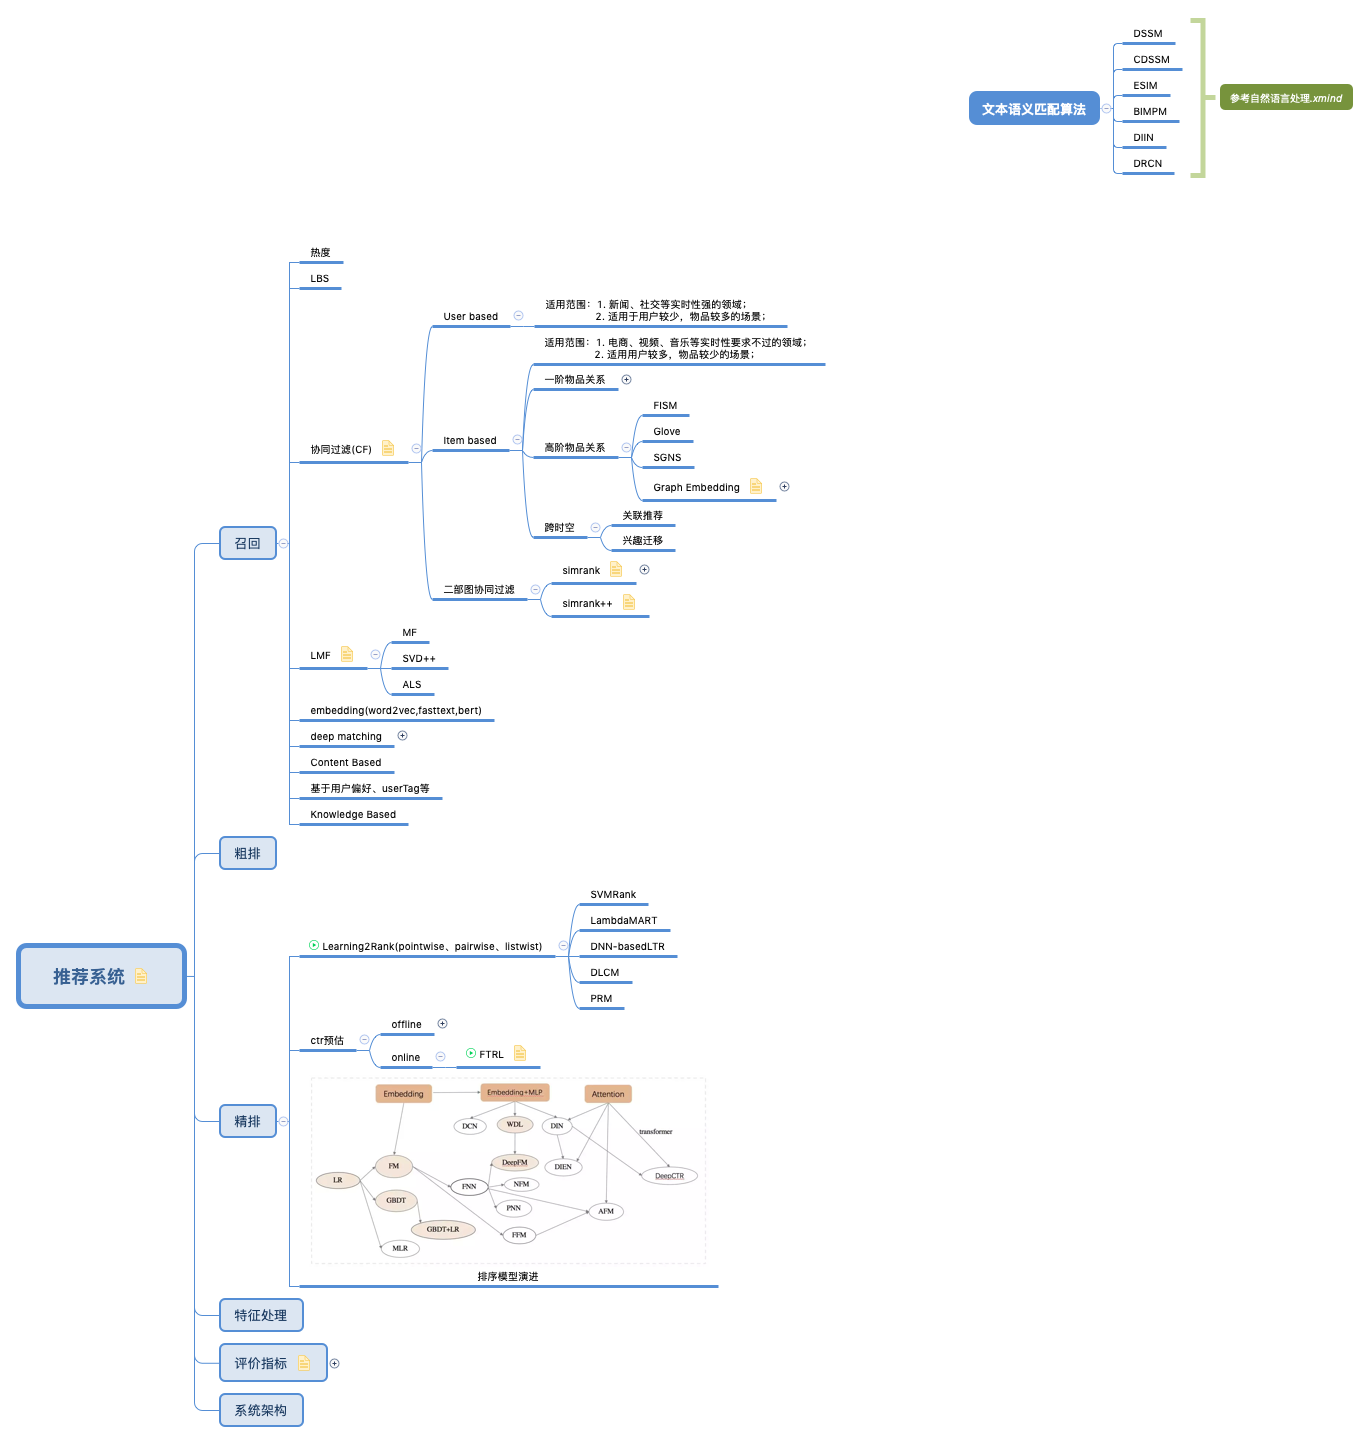 DSSM
CDSSM
ESIM
BIMPM
DIIN
DRCN
文本语义匹配算法
参考自然语言处理.xmind
推荐系统
召回
热度
LBS
协同过滤(CF)
User based
适用范围：1. 新闻、社交等实时性强的领域；
2. 适用于用户较少，物品较多的场景；
Item based
适用范围：1. 电商、视频、音乐等实时性要求不过的领域；
2. 适用用户较多，物品较少的场景；
一阶物品关系
高阶物品关系
FISM
Glove
SGNS
Graph Embedding
跨时空
关联推荐
兴趣迁移
二部图协同过滤
simrank
simrank++
LMF
MF
SVD++
ALS
embedding(word2vec,fasttext,bert)
deep matching
Content Based
基于用户偏好、userTag等
Knowledge Based
粗排
精排
Learning2Rank(pointwise、pairwise、listwist)
SVMRank
LambdaMART
DNN-basedLTR
DLCM
PRM
ctr预估
offline
online
FTRL
Embedding
Embedding+MLP
Attention
DCN
WDL
DIN
transformer
FM
DeepFM
DIEN
DeepCTR
LR
FNN
NFM
GBDT
PNN
AFM
GBDT+LR
FFM
MLR
排序模型演进
特征处理
评价指标
系统架构